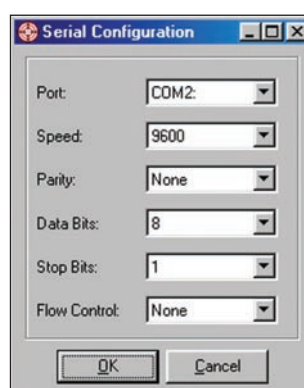 Serial Configuration
Port: COM2:
Speed: 9600
Parity: None
Data Bits: 8
Stop Bits: 1
Flow Control: None
OK Cancel